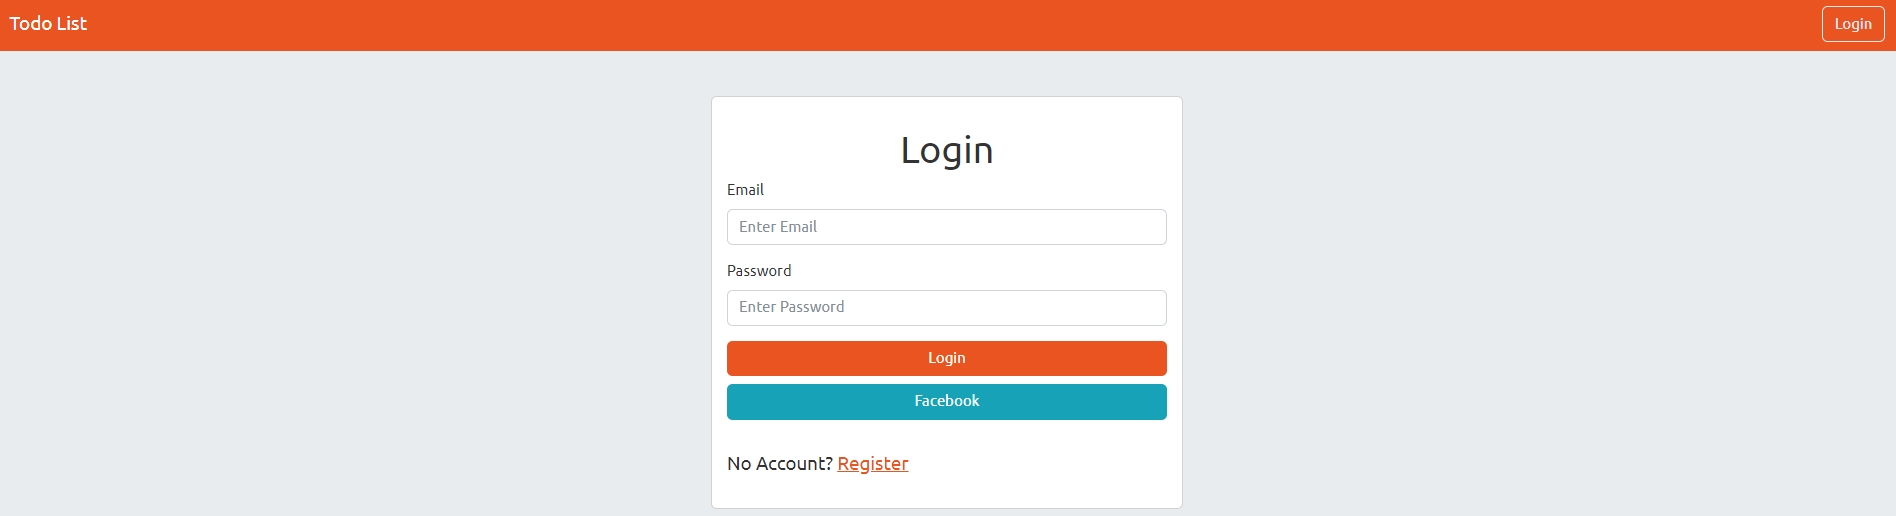 Todo List
Login
Login
Email
Enter Email
Password
Enter Password
Login
Facebook
No Account? Register